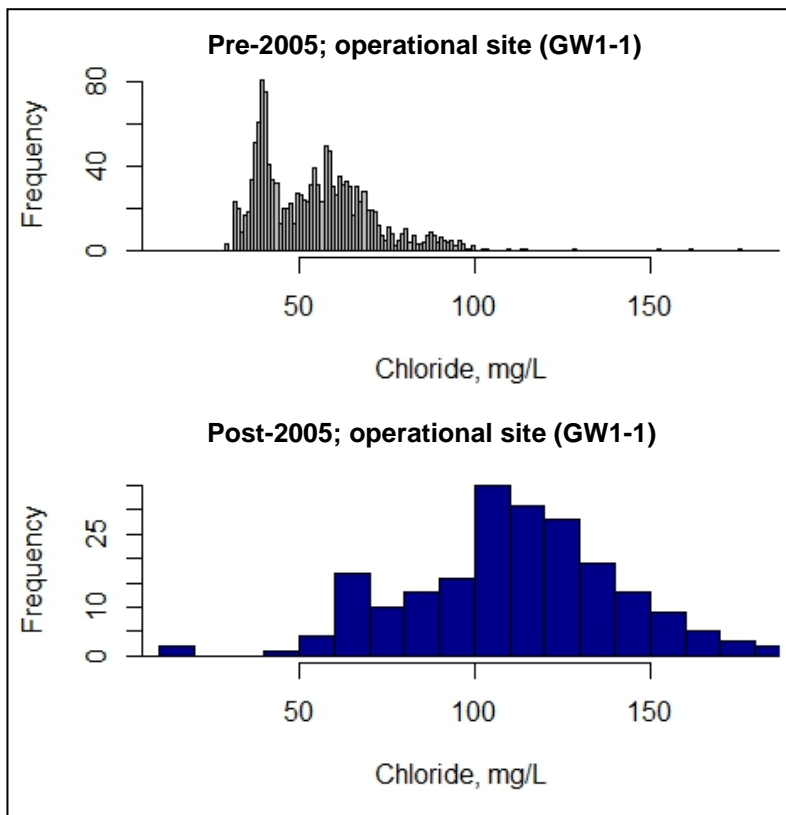 Pre-2005; operational site (GW1-1)
Frequency
80
40
0
50 100 150
Chloride, mg/L
Post-2005; operational site (GW1-1)
Frequency
25
10
0
50 100 150
Chloride, mg/L